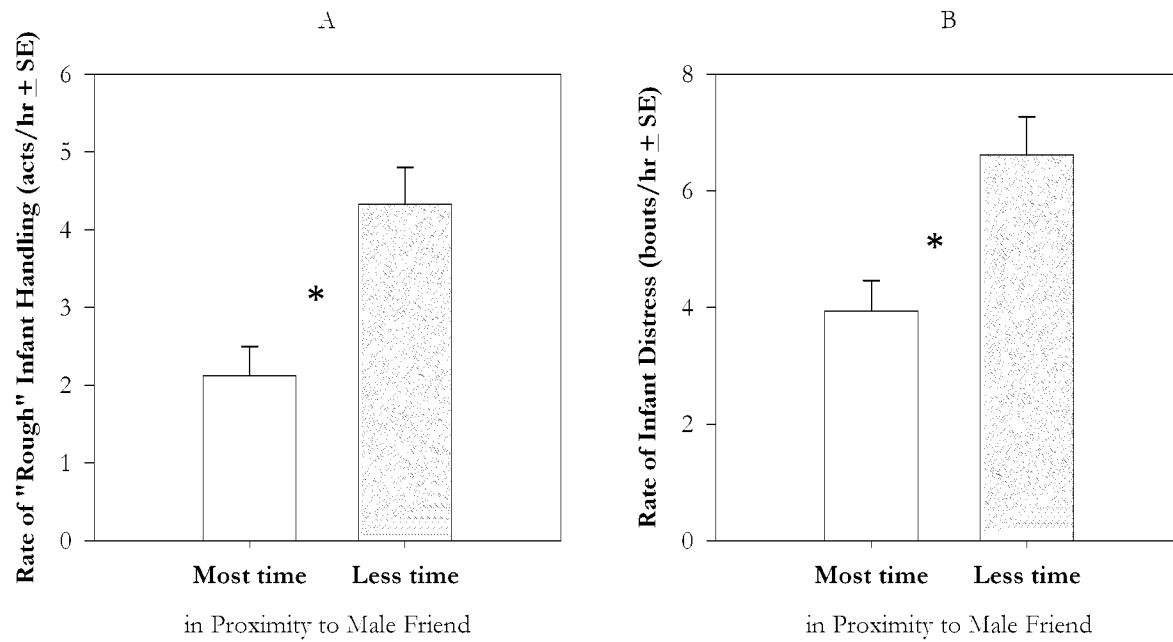 A
Rate of "Rough" Infant Handling (acts/hr ± SE)
6
5
4
3
2
1
0
*
Most time Less time
in Proximity to Male Friend
B
Rate of Infant Distress (bouts/hr ± SE)
8
6
4
2
0
*
Most time Less time
in Proximity to Male Friend